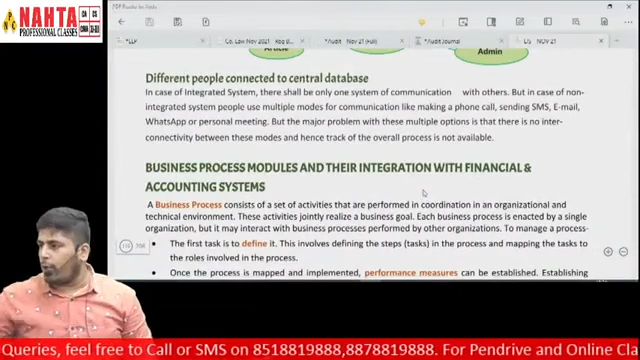 NAHTA
PROFESSIONAL CLASSES
CA CS
CMA XI-XII
*LLP
Co. Law Nov 2021
*Audit Nov 21 (Full)
*Audit Journal
EIS NOV 21
Article
Admin
Different people connected to central database
In case of Integrated System, there shall be only one system of communication with others. But in case of non-
integrated system people use multiple modes for communication like making a phone call, sending SMS, E-mail,
WhatsApp or personal meeting. But the major problem with these multiple options is that there is no inter-
connectivity between these modes and hence track of the overall process is not available.
BUSINESS PROCESS MODULES AND THEIR INTEGRATION WITH FINANCIAL &
ACCOUNTING SYSTEMS
A Business Process consists of a set of activities that are performed in coordination in an organizational and
technical environment. These activities jointly realize a business goal. Each business process is enacted by a single
organization, but it may interact with business processes performed by other organizations. To manage a process-
• The first task is to define it. This involves defining the steps (tasks) in the process and mapping the tasks to
the roles involved in the process.
• Once the process is mapped and implemented, performance measures can be established. Establishing
Queries, feel free to Call or SMS on 8518819888,8878819888. For Pendrive and Online Cla